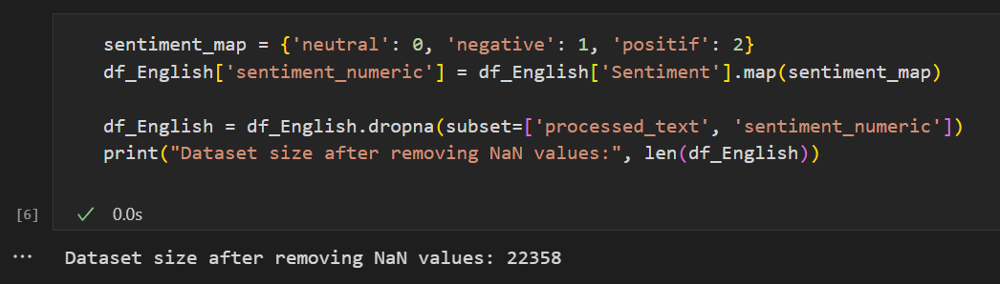 sentiment_map = {'neutral': 0, 'negative': 1, 'positif': 2}
df_English['sentiment_numeric'] = df_English['Sentiment'].map(sentiment_map)
df_English = df_English.dropna(subset=['processed_text', 'sentiment_numeric'])
print("Dataset size after removing NaN values:", len(df_English))
[6] ✓ 0.0s
... Dataset size after removing NaN values: 22358